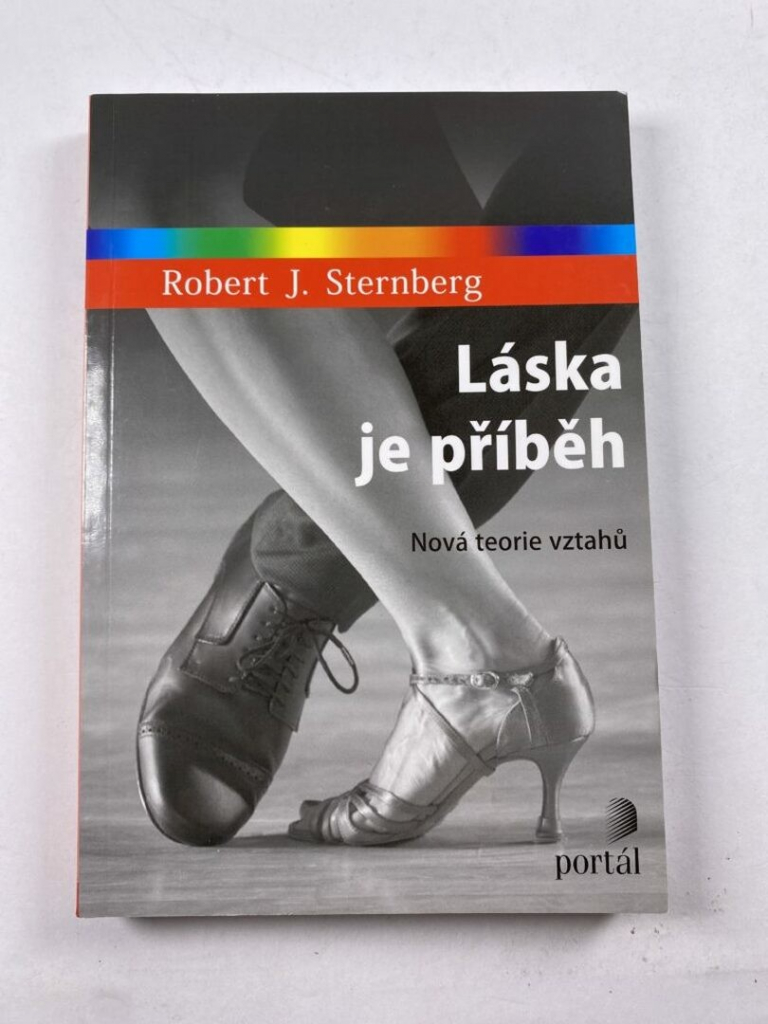 Robert J. Sternberg
Láska
je příběh
Nová teorie vztahů
portál